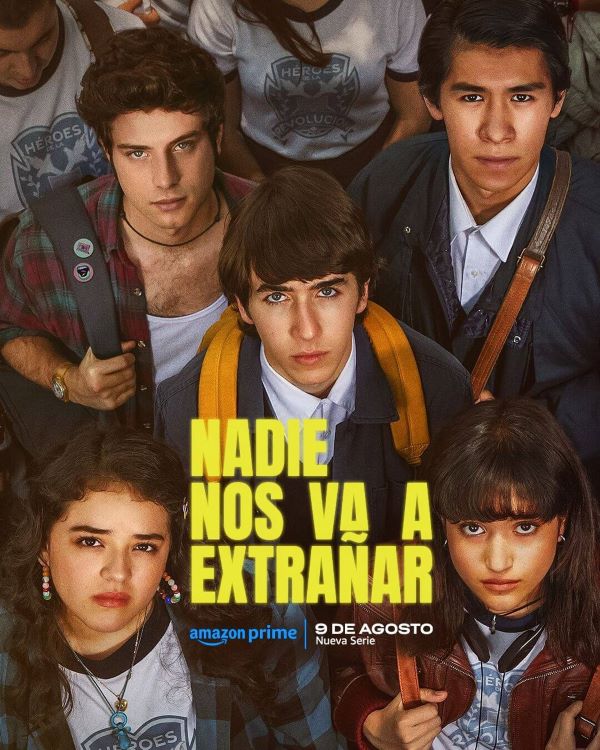 HÉROES
REVOLUCIÓN
HÉROES
NADIE
NOS VA A
EXTRAÑAR
amazon prime
9 DE AGOSTO
Nueva Serie